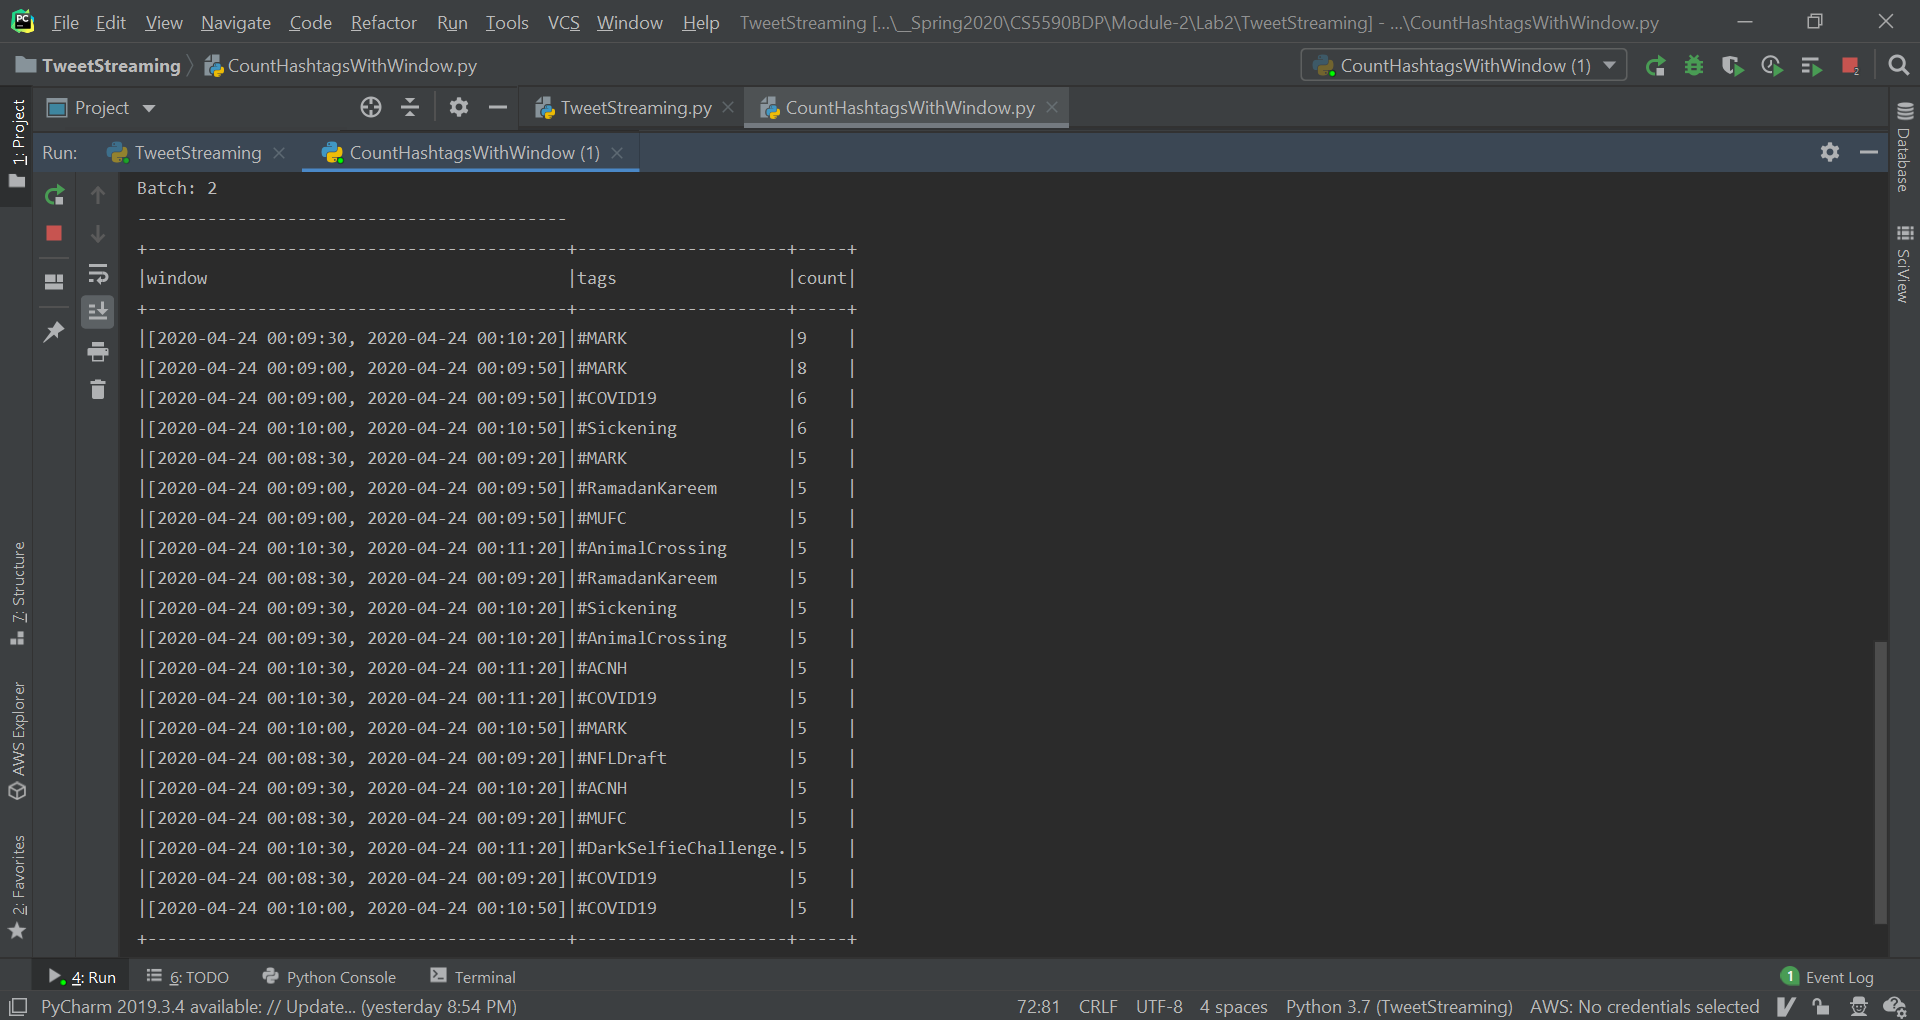 File Edit View Navigate Code Refactor Run Tools VCS Window Help TweetStreaming [...\__Spring2020\CS5590BDP\Module-2\Lab2\TweetStreaming] - ...\CountHashtagsWithWindow.py
TweetStreaming CountHashtagsWithWindow.py CountHashtagsWithWindow (1) 2
Project TweetStreaming.py CountHashtagsWithWindow.py
Run: TweetStreaming CountHashtagsWithWindow (1)
1: Project
7: Structure
AWS Explorer
2: Favorites
Database
SciView
Batch: 2
-------------------------------------------
+------------------------------------------+---------------------+-----+
|window                                    |tags                 |count|
+------------------------------------------+---------------------+-----+
|[2020-04-24 00:09:30, 2020-04-24 00:10:20]|#MARK                |9    |
|[2020-04-24 00:09:00, 2020-04-24 00:09:50]|#MARK                |8    |
|[2020-04-24 00:09:00, 2020-04-24 00:09:50]|#COVID19             |6    |
|[2020-04-24 00:10:00, 2020-04-24 00:10:50]|#Sickening           |6    |
|[2020-04-24 00:08:30, 2020-04-24 00:09:20]|#MARK                |5    |
|[2020-04-24 00:09:00, 2020-04-24 00:09:50]|#RamadanKareem       |5    |
|[2020-04-24 00:09:00, 2020-04-24 00:09:50]|#MUFC                |5    |
|[2020-04-24 00:10:30, 2020-04-24 00:11:20]|#AnimalCrossing      |5    |
|[2020-04-24 00:08:30, 2020-04-24 00:09:20]|#RamadanKareem       |5    |
|[2020-04-24 00:09:30, 2020-04-24 00:10:20]|#Sickening           |5    |
|[2020-04-24 00:09:30, 2020-04-24 00:10:20]|#AnimalCrossing      |5    |
|[2020-04-24 00:10:30, 2020-04-24 00:11:20]|#ACNH                |5    |
|[2020-04-24 00:10:30, 2020-04-24 00:11:20]|#COVID19             |5    |
|[2020-04-24 00:10:00, 2020-04-24 00:10:50]|#MARK                |5    |
|[2020-04-24 00:08:30, 2020-04-24 00:09:20]|#NFLDraft            |5    |
|[2020-04-24 00:09:30, 2020-04-24 00:10:20]|#ACNH                |5    |
|[2020-04-24 00:08:30, 2020-04-24 00:09:20]|#MUFC                |5    |
|[2020-04-24 00:10:30, 2020-04-24 00:11:20]|#DarkSelfieChallenge.|5    |
|[2020-04-24 00:08:30, 2020-04-24 00:09:20]|#COVID19             |5    |
|[2020-04-24 00:10:00, 2020-04-24 00:10:50]|#COVID19             |5    |
+------------------------------------------+---------------------+-----+
4: Run 6: TODO Python Console Terminal 1 Event Log
PyCharm 2019.3.4 available: // Update... (yesterday 8:54 PM) 72:81 CRLF UTF-8 4 spaces Python 3.7 (TweetStreaming) AWS: No credentials selected